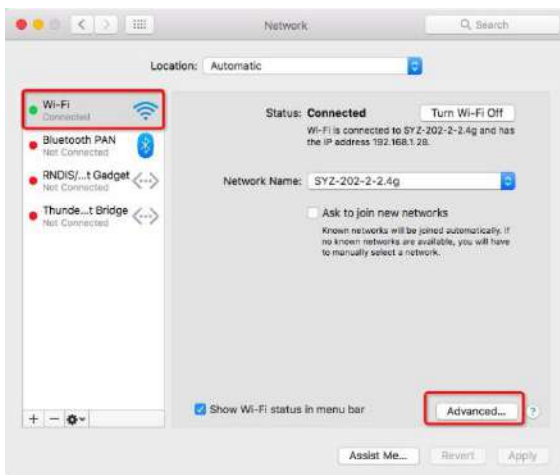 Network
Search
Location: Automatic
Wi-Fi
Connected
Bluetooth PAN
Not Connected
RNDIS/...t Gadget
Not Connected
Thunde...t Bridge
Not Connected
Status: Connected
Turn Wi-Fi Off
Wi-Fi is connected to SYZ-202-2-2.4g and has
the IP address 192.168.1.28.
Network Name: SYZ-202-2-2.4g
Ask to join new networks
Known networks will be joined automatically. If
no known networks are available, you will have
to manually select a network.
+ −
Show Wi-Fi status in menu bar
Advanced...
?
Assist Me...
Revert
Apply